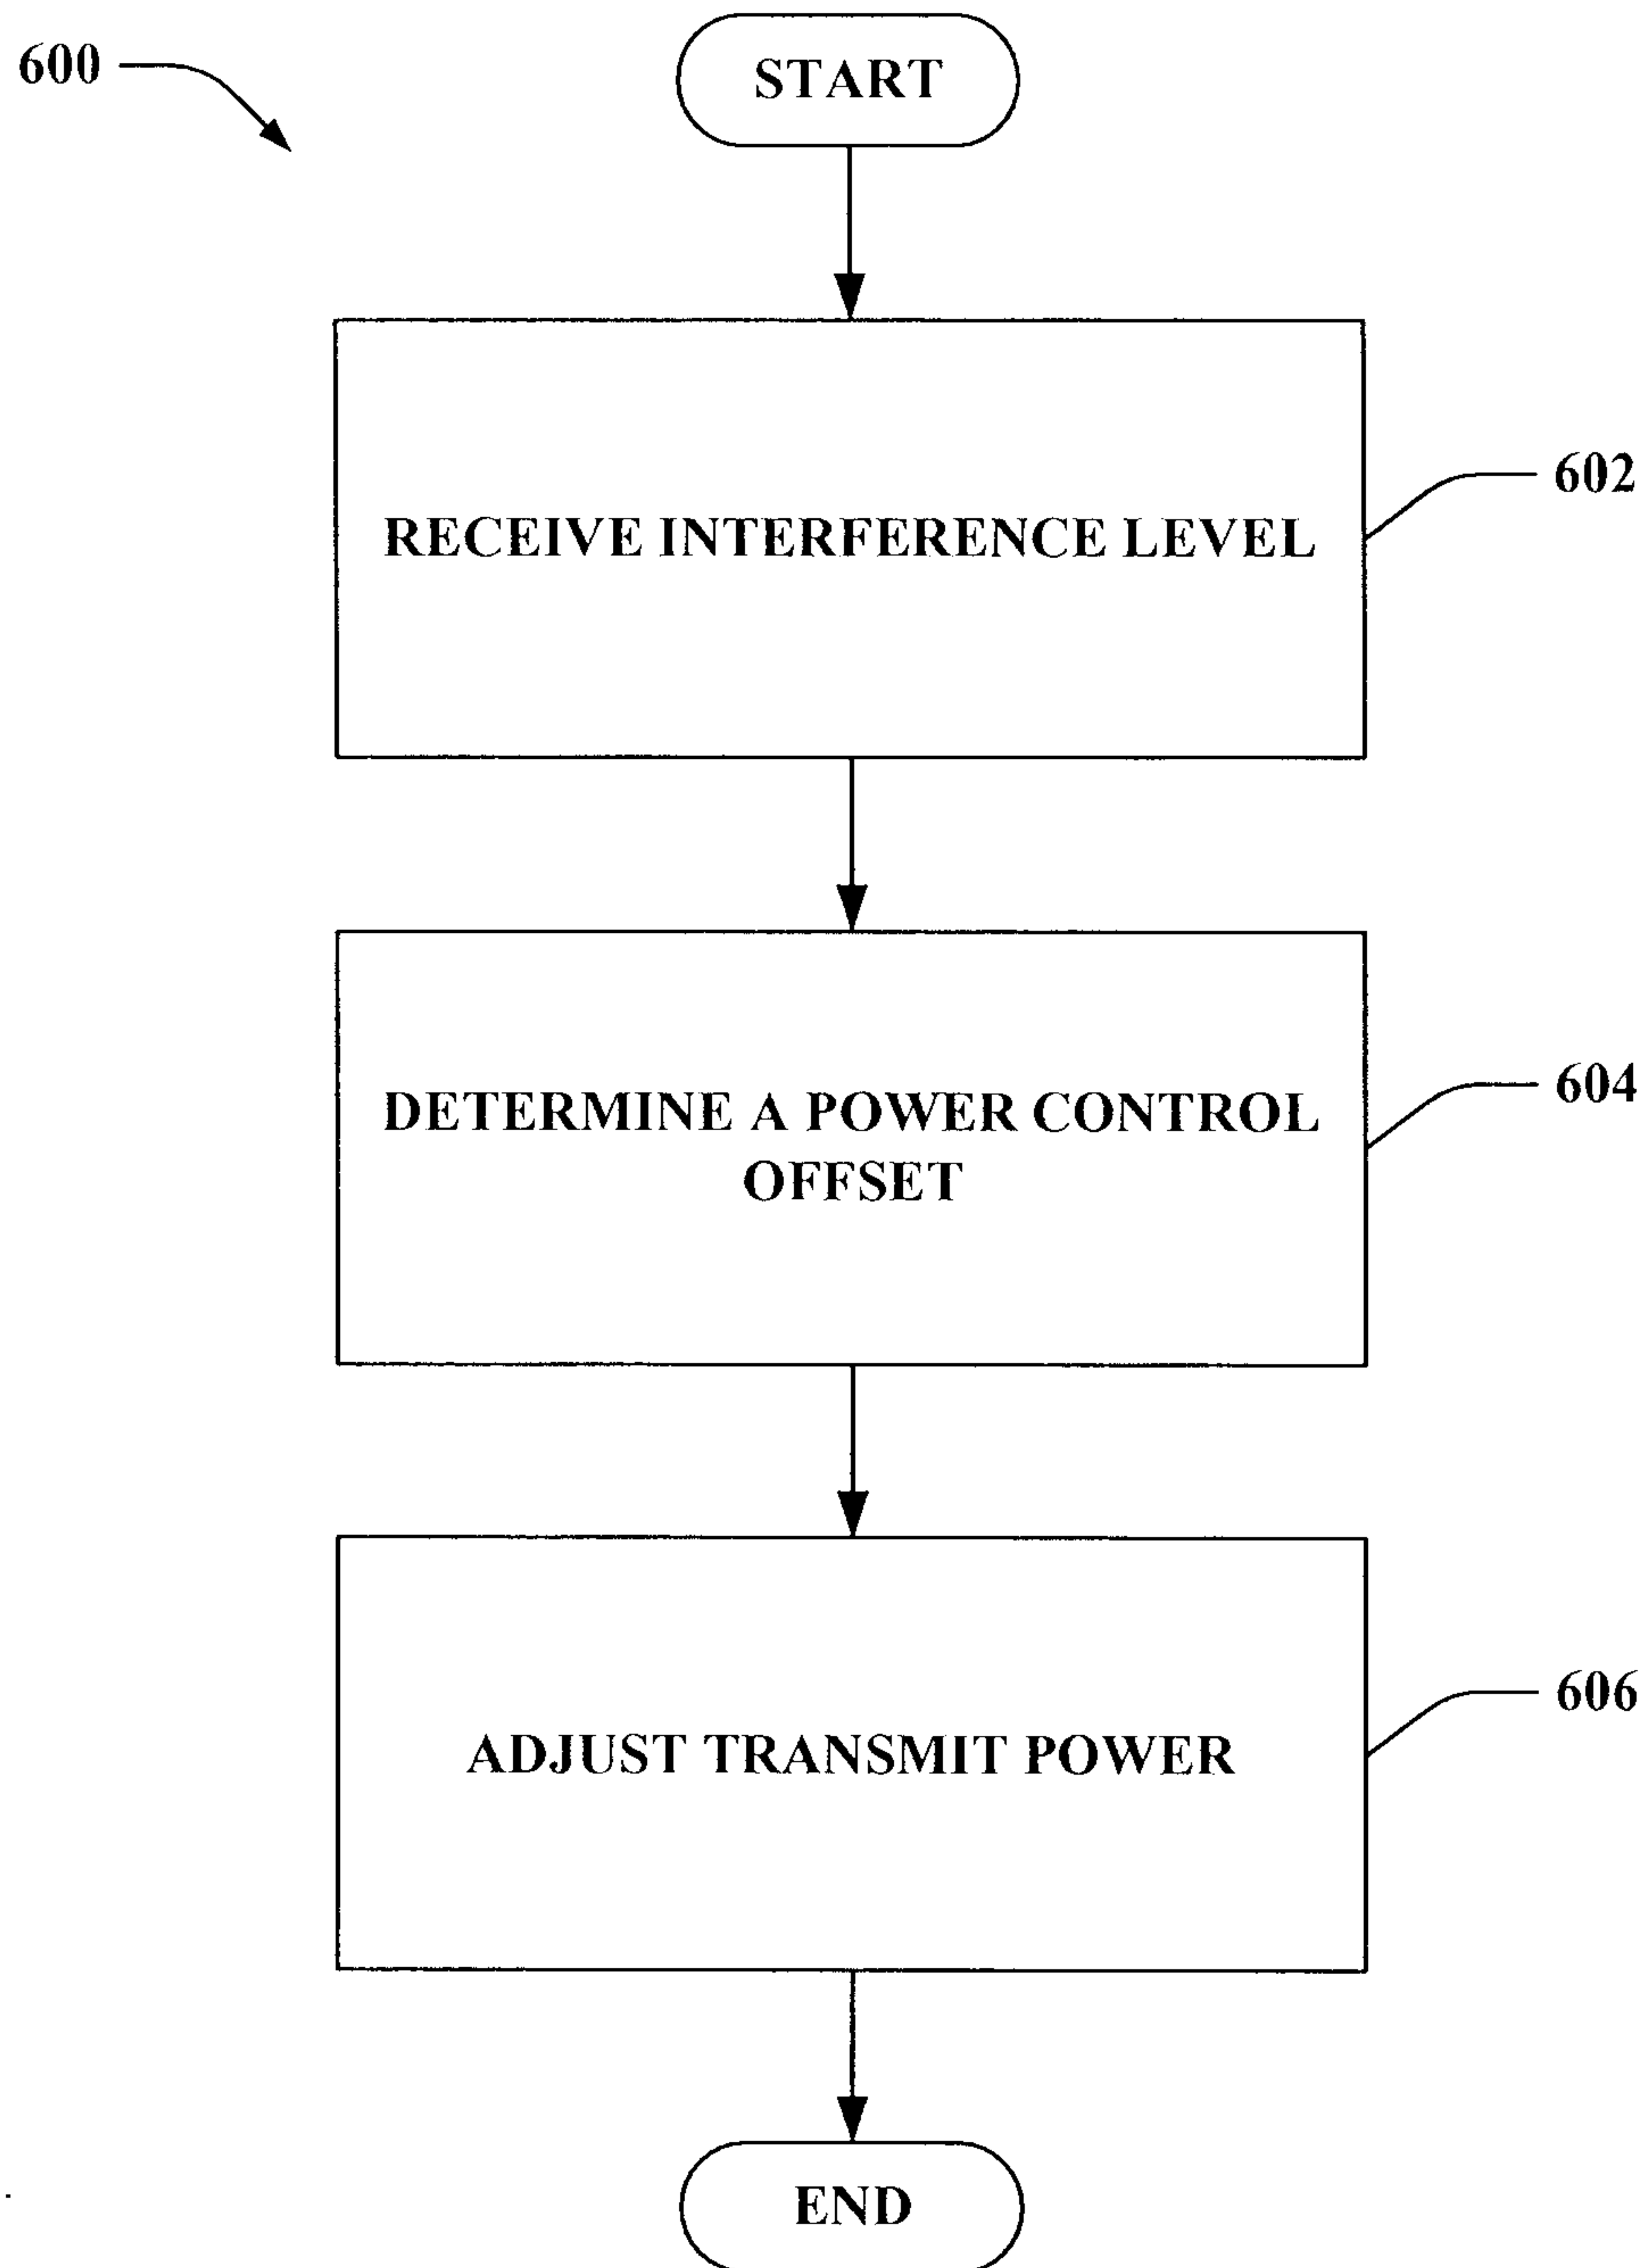 600
START
RECEIVE INTERFERENCE LEVEL
602
DETERMINE A POWER CONTROL
OFFSET
604
ADJUST TRANSMIT POWER
606
END